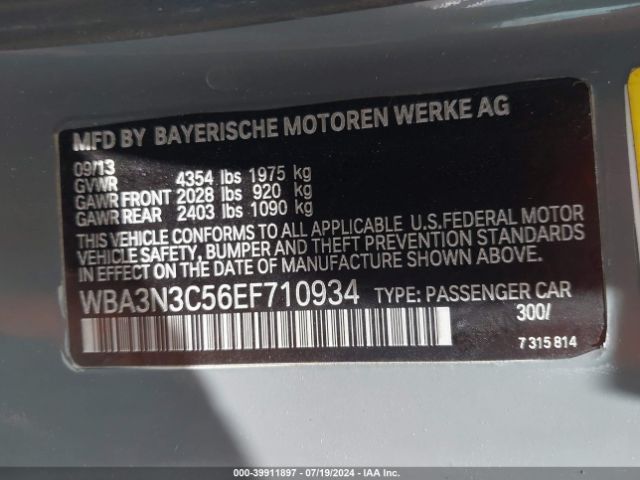 MFD BY BAYERISCHE MOTOREN WERKE AG
09/13
GVWR 4354 lbs 1975 kg
GAWR FRONT 2028 lbs 920 kg
GAWR REAR 2403 lbs 1090 kg
THIS VEHICLE CONFORMS TO ALL APPLICABLE U.S.FEDERAL MOTOR
VEHICLE SAFETY, BUMPER AND THEFT PREVENTION STANDARDS
IN EFFECT ON THE DATE OF MANUFACTURE SHOWN ABOVE.
WBA3N3C56EF710934 TYPE: PASSENGER CAR
300/
7 315 814
000-39911897 - 07/19/2024 - IAA Inc.